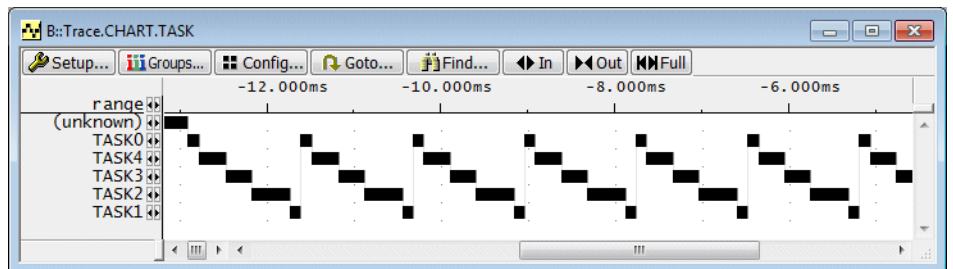 B::Trace.CHART.TASK
Setup... Groups... Config... Goto... Find... In Out Full
-12.000ms -10.000ms -8.000ms -6.000ms
range
(unknown)
TASK0
TASK4
TASK3
TASK2
TASK1